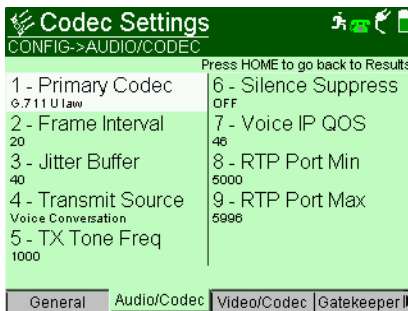 Codec Settings
CONFIG->AUDIO/CODEC
Press HOME to go back to Results
1 - Primary Codec
G.711 U law
2 - Frame Interval
20
3 - Jitter Buffer
40
4 - Transmit Source
Voice Conversation
5 - TX Tone Freq
1000
6 - Silence Suppress
OFF
7 - Voice IP QOS
46
8 - RTP Port Min
5000
9 - RTP Port Max
5996
General Audio/Codec Video/Codec Gatekeeper